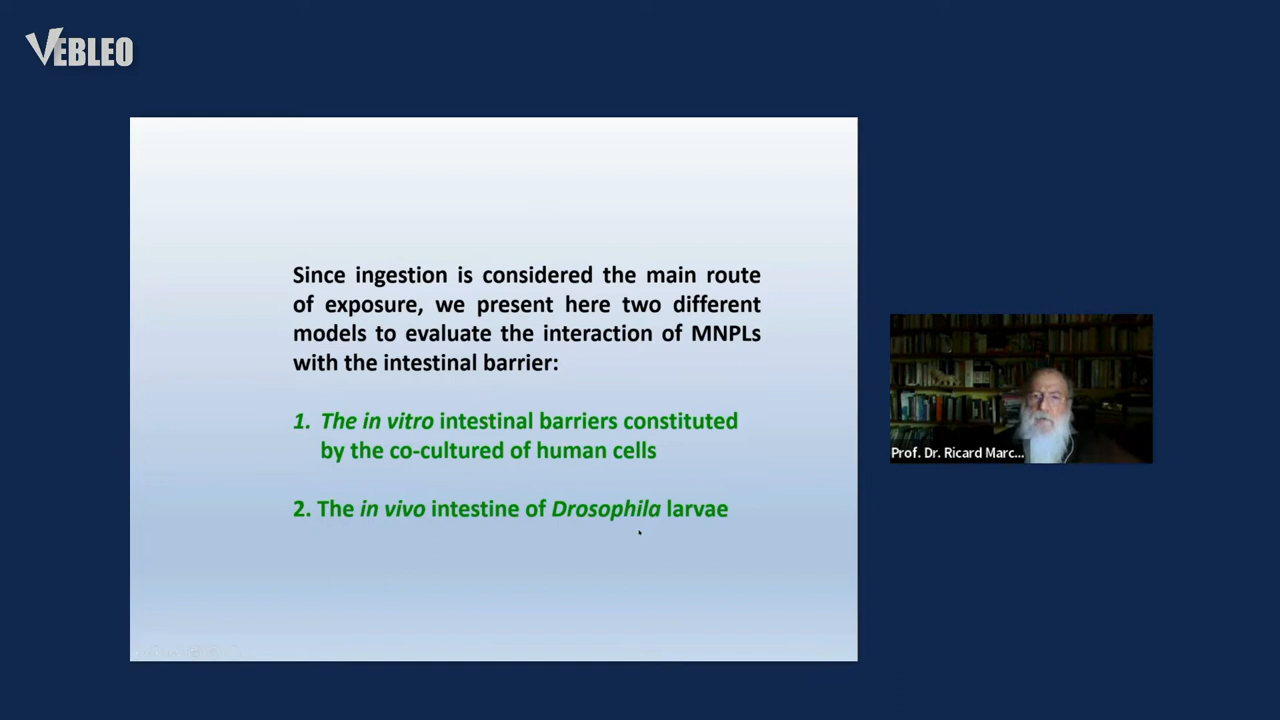 VEBLEO
Since ingestion is considered the main route
of exposure, we present here two different
models to evaluate the interaction of MNPLs
with the intestinal barrier:
1. The in vitro intestinal barriers constituted
by the co-cultured of human cells
2. The in vivo intestine of Drosophila larvae
Prof. Dr. Ricard Marc...